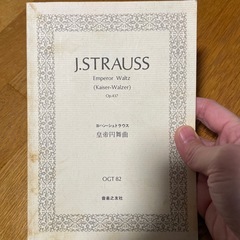 J.STRAUSS
Emperor Waltz
(Kaiser-Walzer)
Op.437
ヨハン・シュトラウス
皇帝円舞曲
OGT 82
音楽之友社